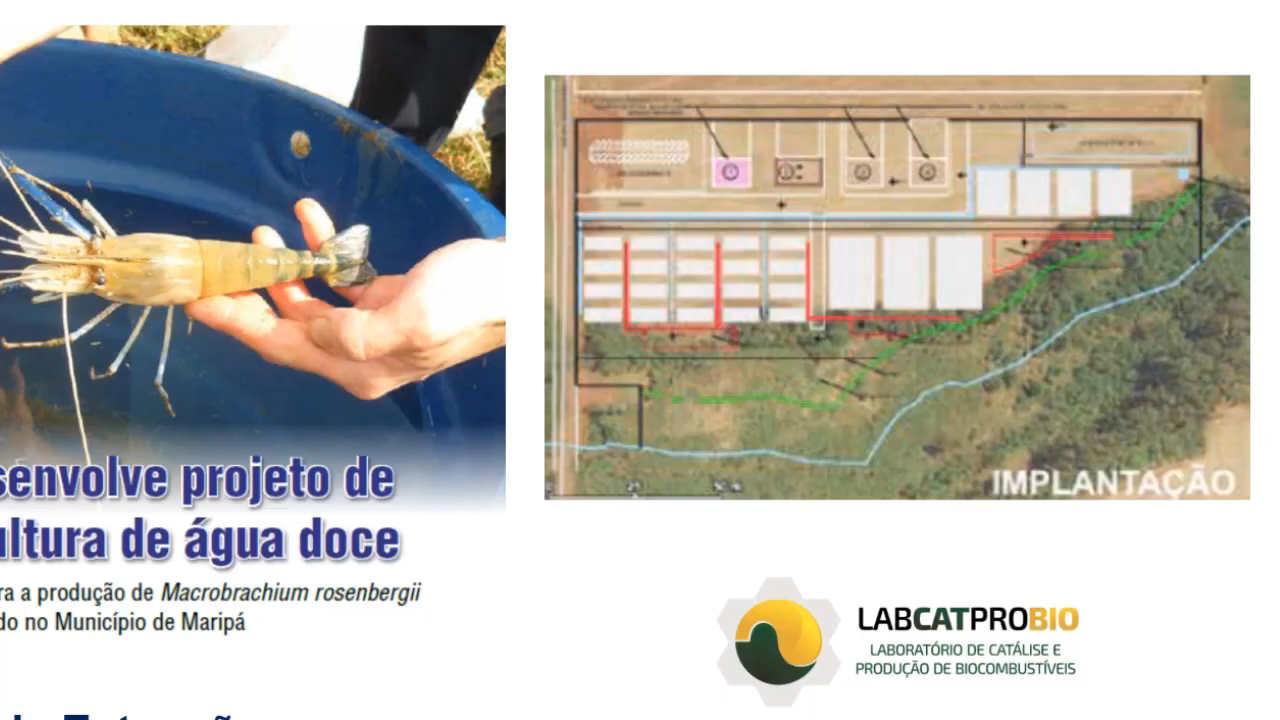 senvolve projeto de
ultura de água doce
ra a produção de Macrobrachium rosenbergii
do no Município de Maripá
IMPLANTAÇÃO
LABCATPROBIO
LABORATÓRIO DE CATÁLISE E
PRODUÇÃO DE BIOCOMBUSTÍVEIS